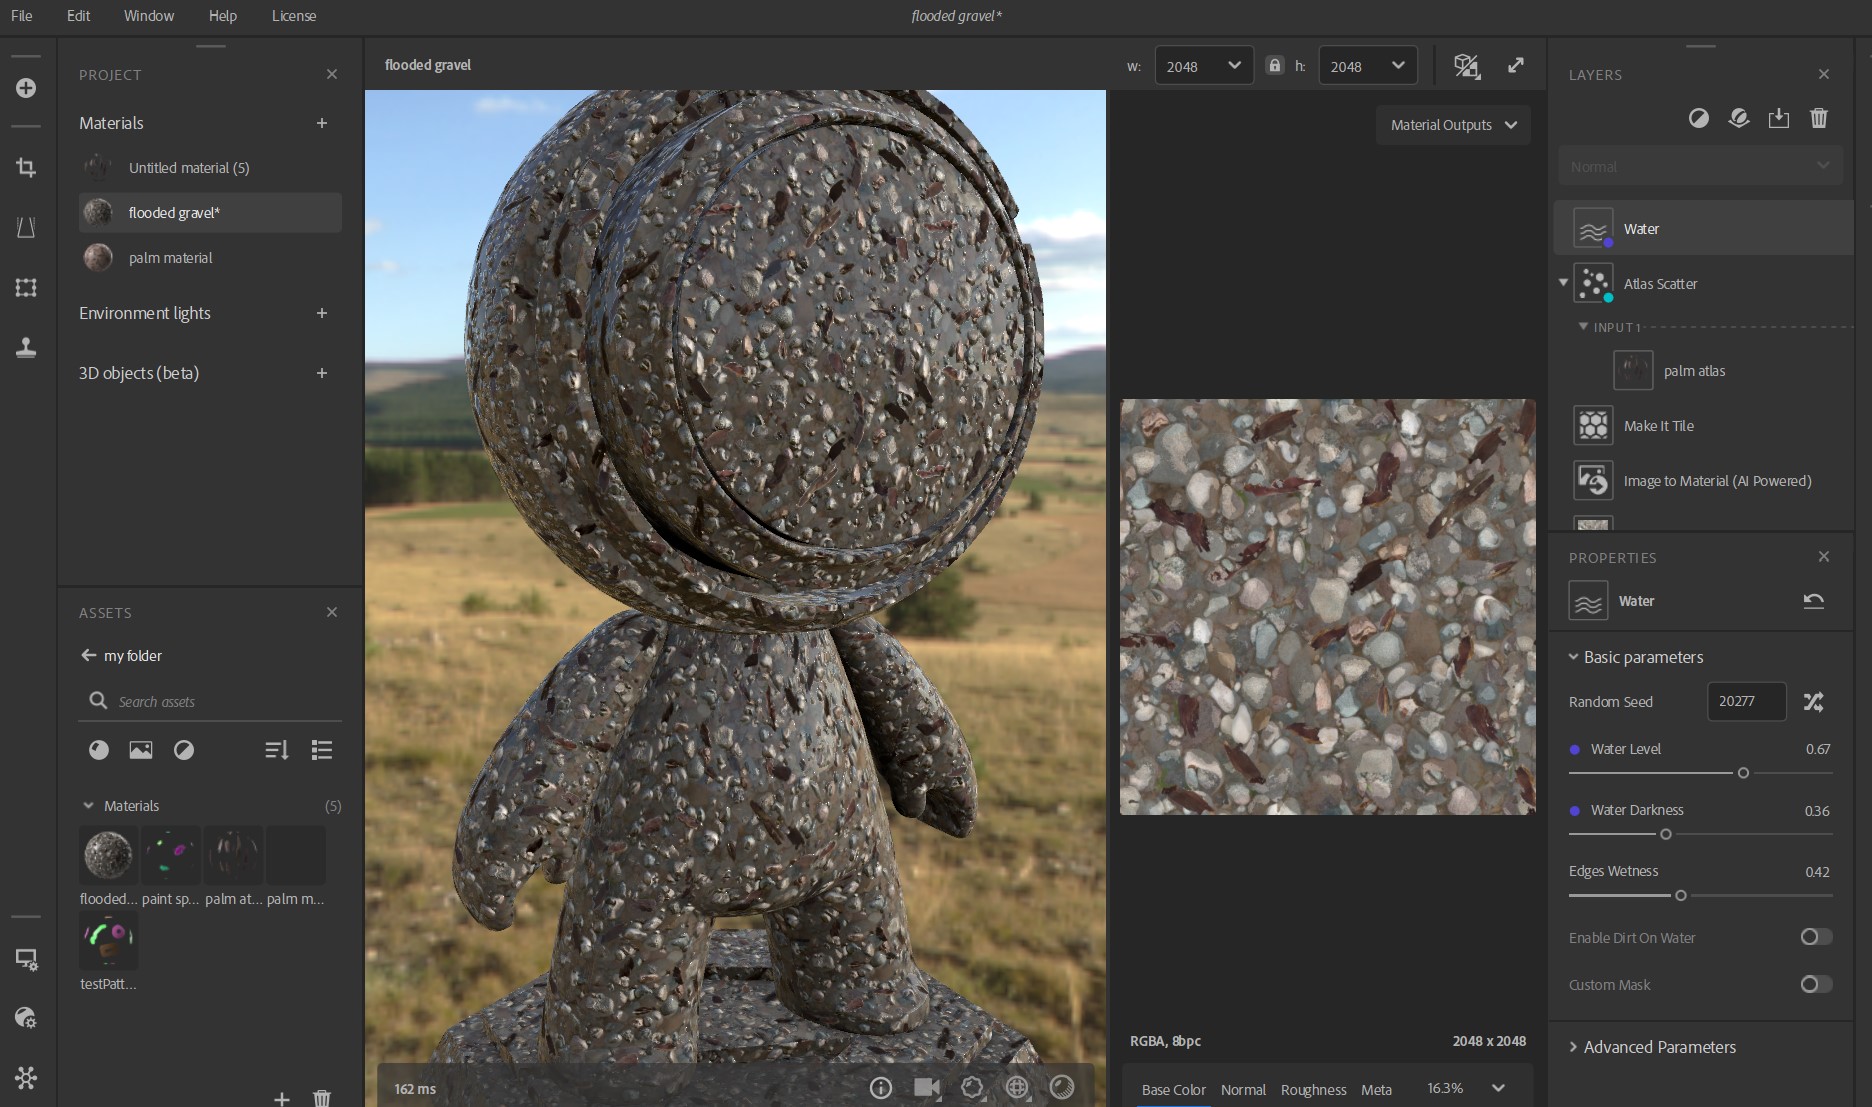 File Edit Window Help License
flooded gravel*
PROJECT
Materials
Untitled material (5)
flooded gravel*
palm material
Environment lights
3D objects (beta)
ASSETS
my folder
Search assets
Materials (5)
flooded... paint sp... palm at... palm m...
testPatt...
flooded gravel
w: 2048 h: 2048
Material Outputs
162 ms
RGBA, 8bpc 2048 x 2048
Base Color Normal Roughness Meta 16.3%
LAYERS
Normal
Water
Atlas Scatter
INPUT 1
palm atlas
Make It Tile
Image to Material (AI Powered)
PROPERTIES
Water
Basic parameters
Random Seed 20277
Water Level 0.67
Water Darkness 0.36
Edges Wetness 0.42
Enable Dirt On Water
Custom Mask
Advanced Parameters